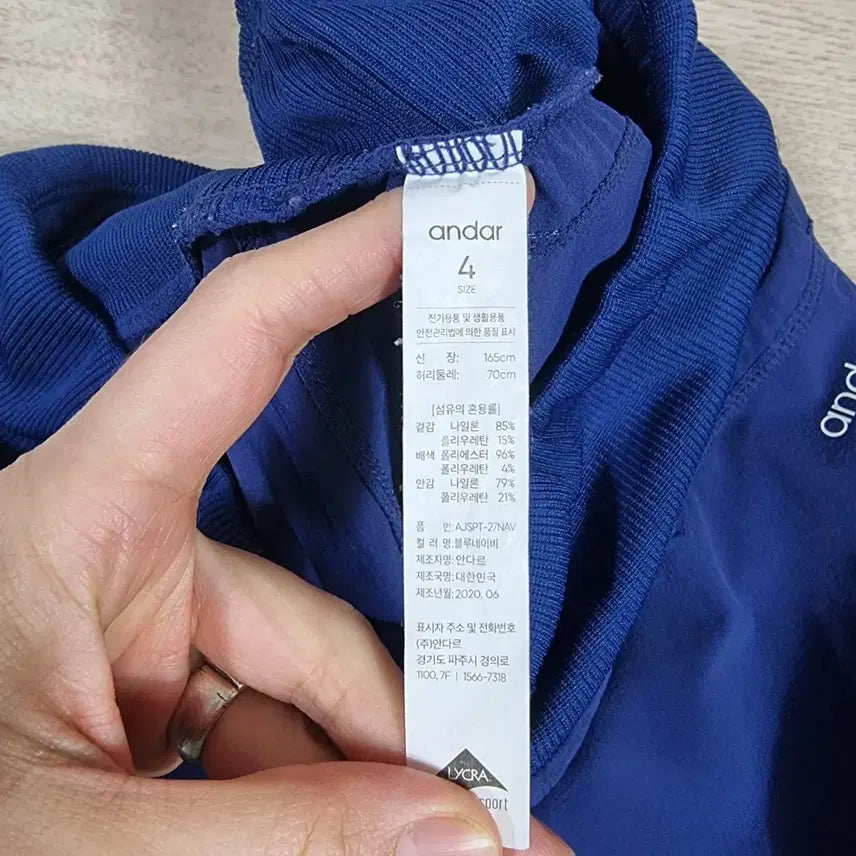 andar
4
SIZE
전기용품 및 생활용품
안전관리법에 의한 품질 표시
신 장: 165cm
허리둘레: 70cm
[섬유의 혼용률]
겉감 나일론 85%
폴리우레탄 15%
배색 폴리에스터 96%
폴리우레탄 4%
안감 나일론 79%
폴리우레탄 21%
품 번: AJSPT-27NAV
컬 러 명: 블루네이비
제조자명: 안다르
제조국명: 대한민국
제조년월: 2020. 06
표시자 주소 및 전화번호
(주)안다르
경기도 파주시 경의로
1100, 7F | 1566-7318
LYCRA
sport
and